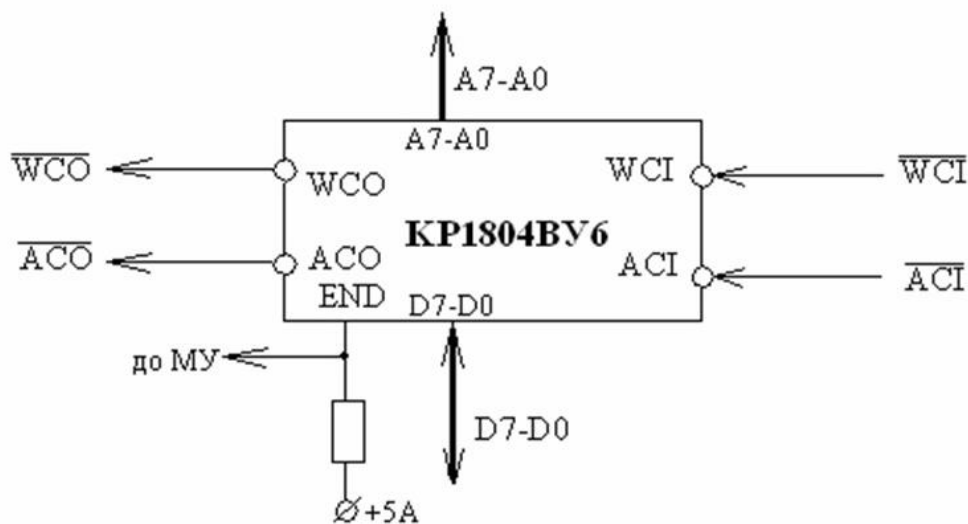 A7-A0
A7-A0
WCO
WCO
WCI
WCI
КР1804ВУ6
ACO
ACO
ACI
ACI
END
D7-D0
до МУ
D7-D0
+5А